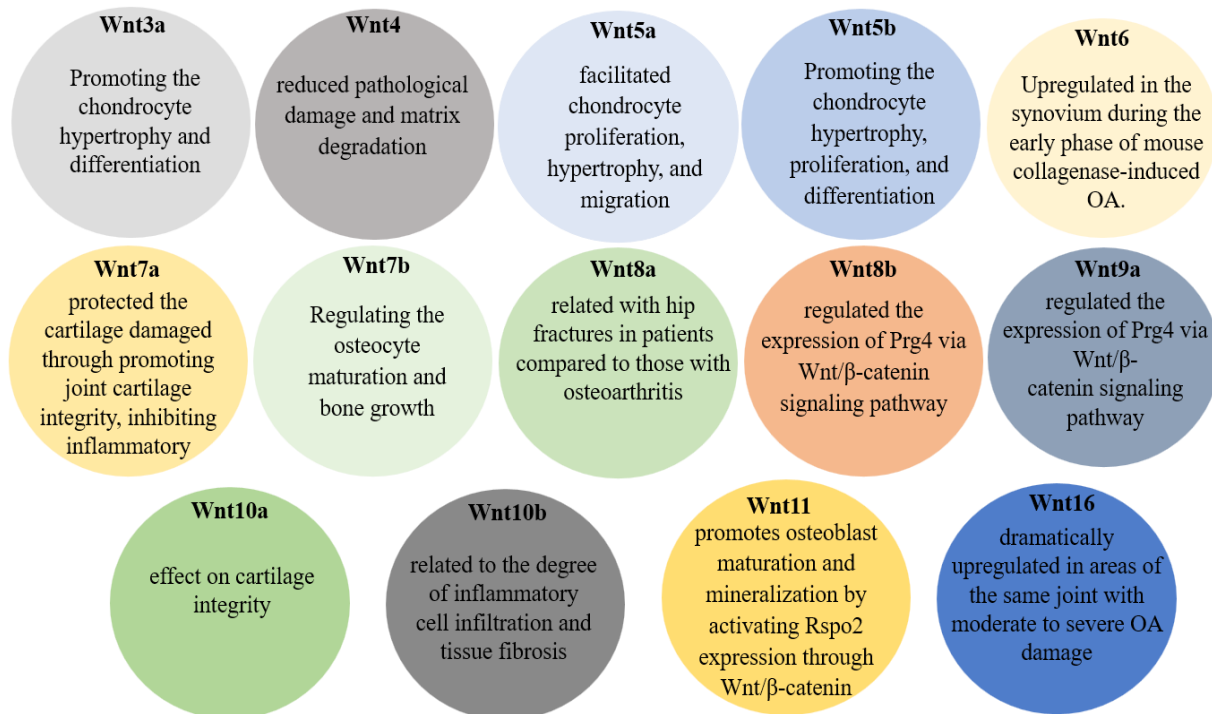 Wnt3a
Promoting the
chondrocyte
hypertrophy and
differentiation
Wnt4
reduced pathological
damage and matrix
degradation
Wnt5a
facilitated
chondrocyte
proliferation,
hypertrophy, and
migration
Wnt5b
Promoting the
chondrocyte
hypertrophy,
proliferation, and
differentiation
Wnt6
Upregulated in the
synovium during the
early phase of mouse
collagenase-induced
OA.
Wnt7a
protected the
cartilage damaged
through promoting
joint cartilage
integrity, inhibiting
inflammatory
Wnt7b
Regulating the
osteocyte
maturation and
bone growth
Wnt8a
related with hip
fractures in patients
compared to those with
osteoarthritis
Wnt8b
regulated the
expression of Prg4 via
Wnt/β-catenin
signaling pathway
Wnt9a
regulated the
expression of Prg4 via
Wnt/β-
catenin signaling
pathway
Wnt10a
effect on cartilage
integrity
Wnt10b
related to the degree
of inflammatory
cell infiltration and
tissue fibrosis
Wnt11
promotes osteoblast
maturation and
mineralization by
activating Rspo2
expression through
Wnt/β-catenin
Wnt16
dramatically
upregulated in areas of
the same joint with
moderate to severe OA
damage